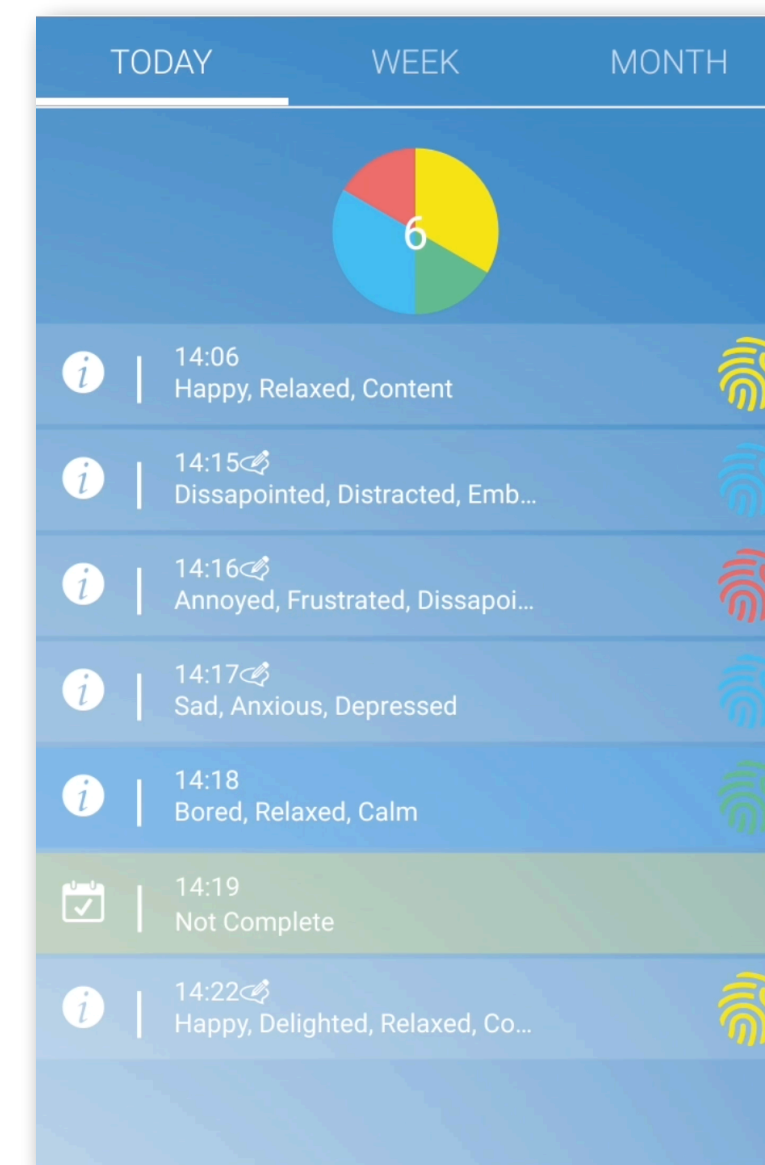 TODAY WEEK MONTH
6
14:06
Happy, Relaxed, Content
14:15
Dissapointed, Distracted, Emb...
14:16
Annoyed, Frustrated, Dissapoi...
14:17
Sad, Anxious, Depressed
14:18
Bored, Relaxed, Calm
14:19
Not Complete
14:22
Happy, Delighted, Relaxed, Co...